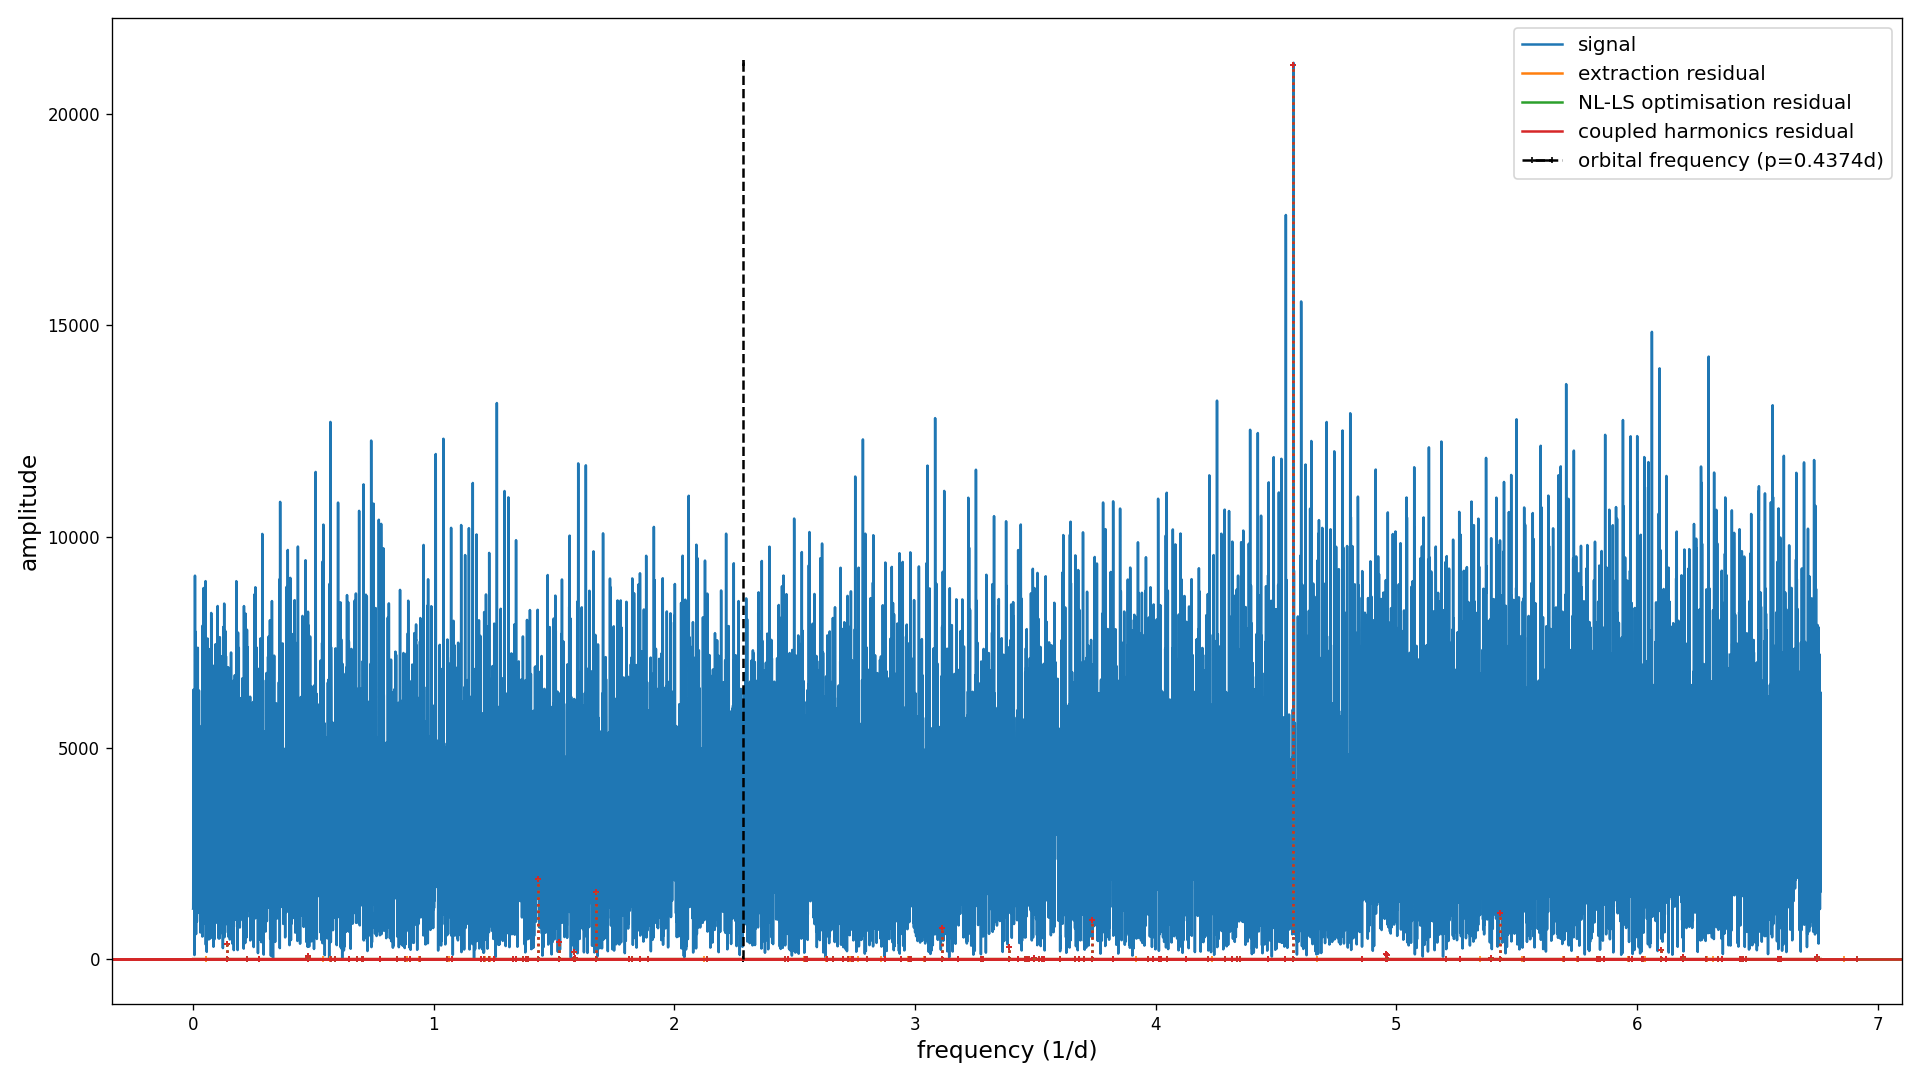 signal
extraction residual
NL-LS optimisation residual
coupled harmonics residual
orbital frequency (p=0.4374d)
20000
15000
10000
5000
0
amplitude
0 1 2 3 4 5 6 7
frequency (1/d)